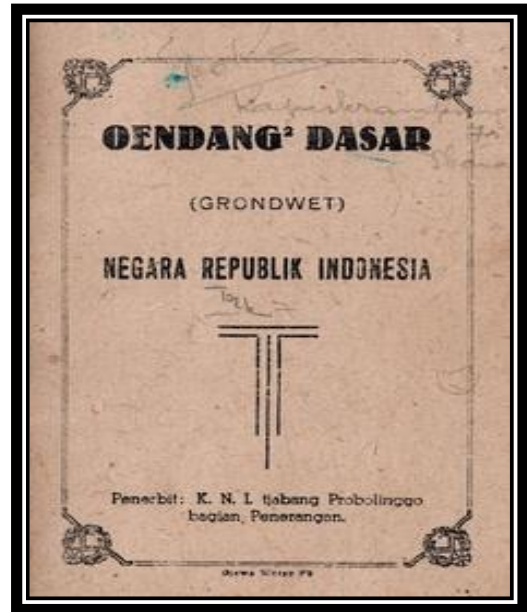 OENDANG² DASAR
(GRONDWET)
NEGARA REPUBLIK INDONESIA
Penerbit: K. N. I. tjabang Probolinggo
bagian Penerangan.